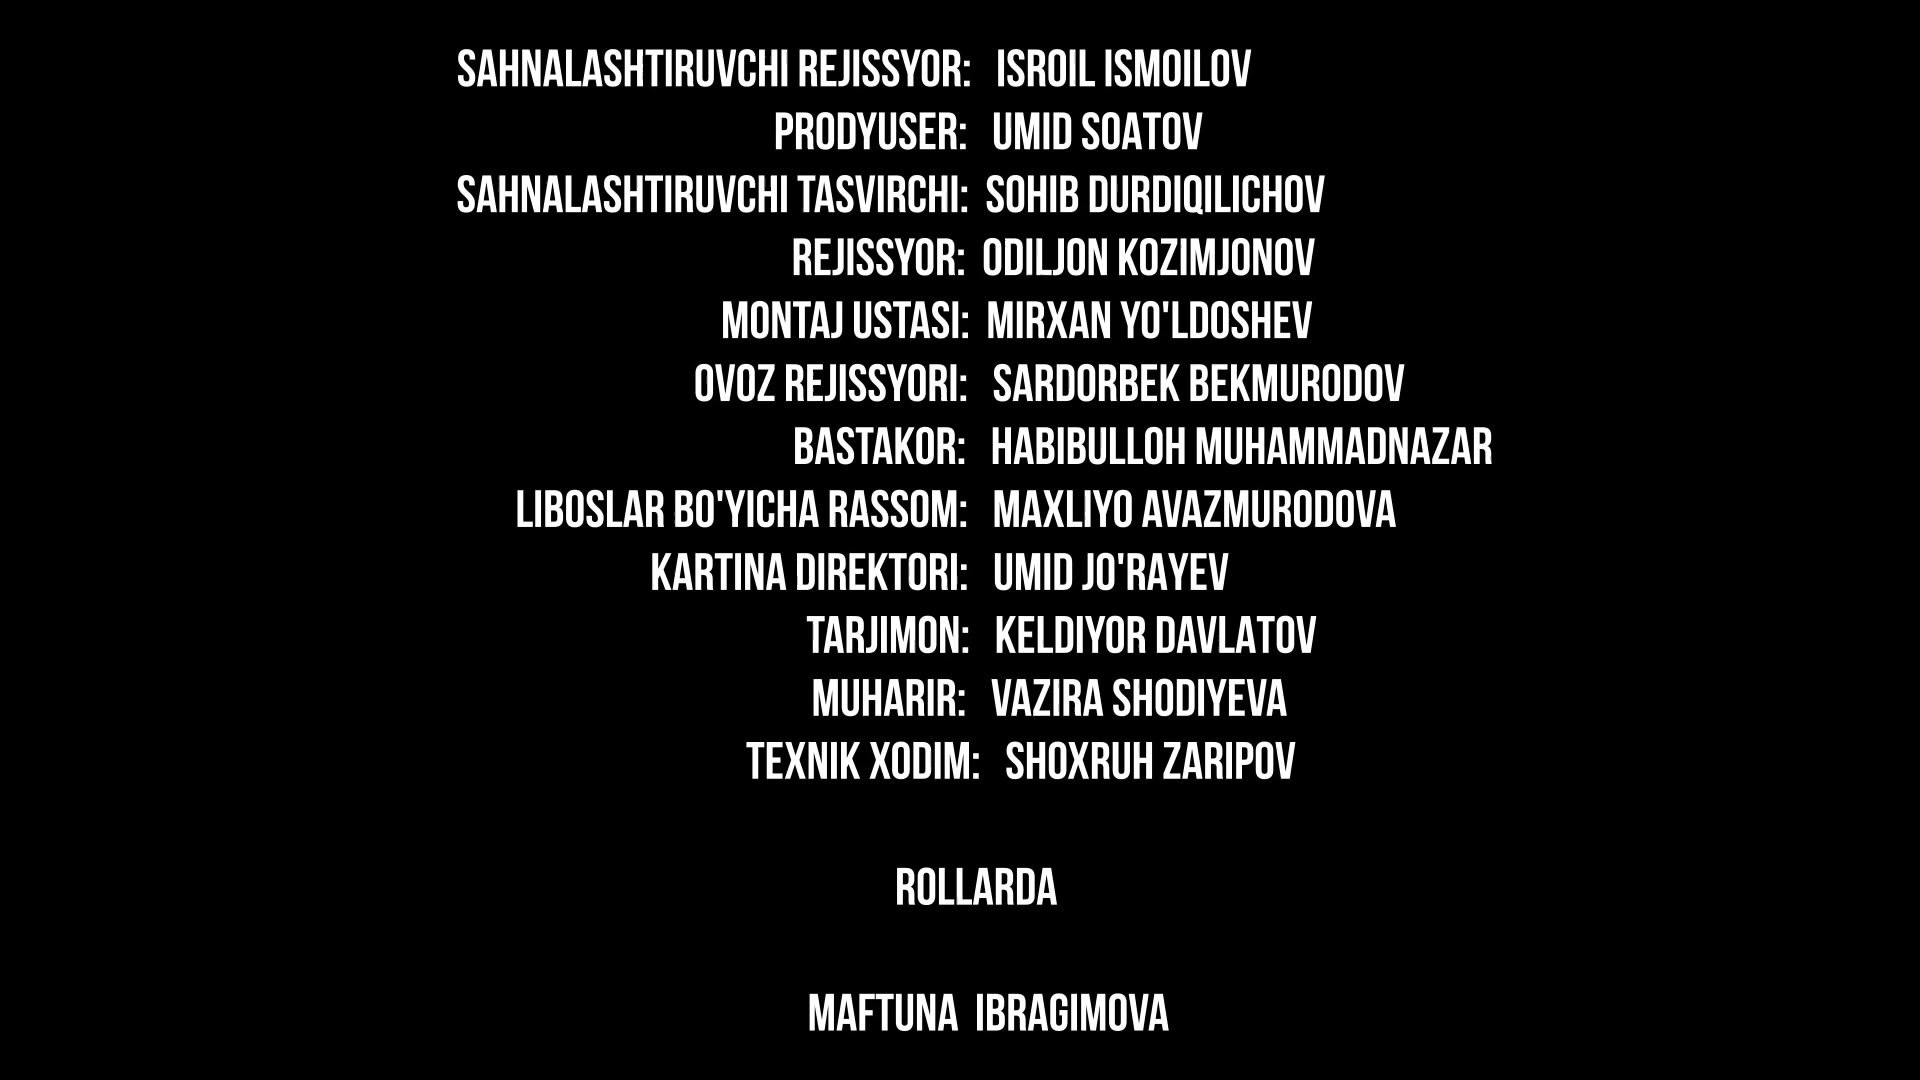 SAHNALASHTIRUVCHI REJISSYOR: ISROIL ISMOILOV
PRODYUSER: UMID SOATOV
SAHNALASHTIRUVCHI TASVIRCHI: SOHIB DURDIQILICHOV
REJISSYOR: ODILJON KOZIMJONOV
MONTAJ USTASI: MIRXAN YO'LDOSHEV
OVOZ REJISSYORI: SARDORBEK BEKMURODOV
BASTAKOR: HABIBULLOH MUHAMMADNAZAR
LIBOSLAR BO'YICHA RASSOM: MAXLIYO AVAZMURODOVA
KARTINA DIREKTORI: UMID JO'RAYEV
TARJIMON: KELDIYOR DAVLATOV
MUHARIR: VAZIRA SHODIYEVA
TEXNIK XODIM: SHOXRUH ZARIPOV
ROLLARDA
MAFTUNA IBRAGIMOVA